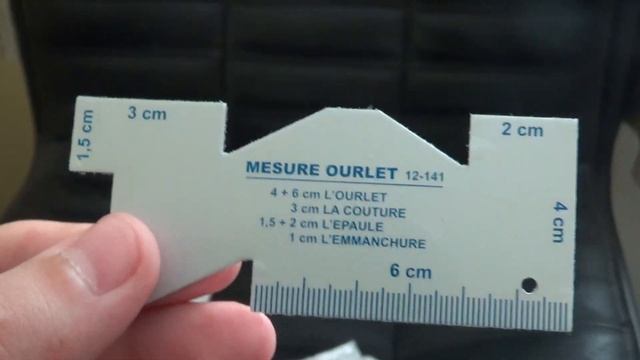 3 cm
2 cm
1,5 cm
MESURE OURLET 12-141
4 + 6 cm L'OURLET
3 cm LA COUTURE
1,5 + 2 cm L'EPAULE
1 cm L'EMMANCHURE
4 cm
6 cm